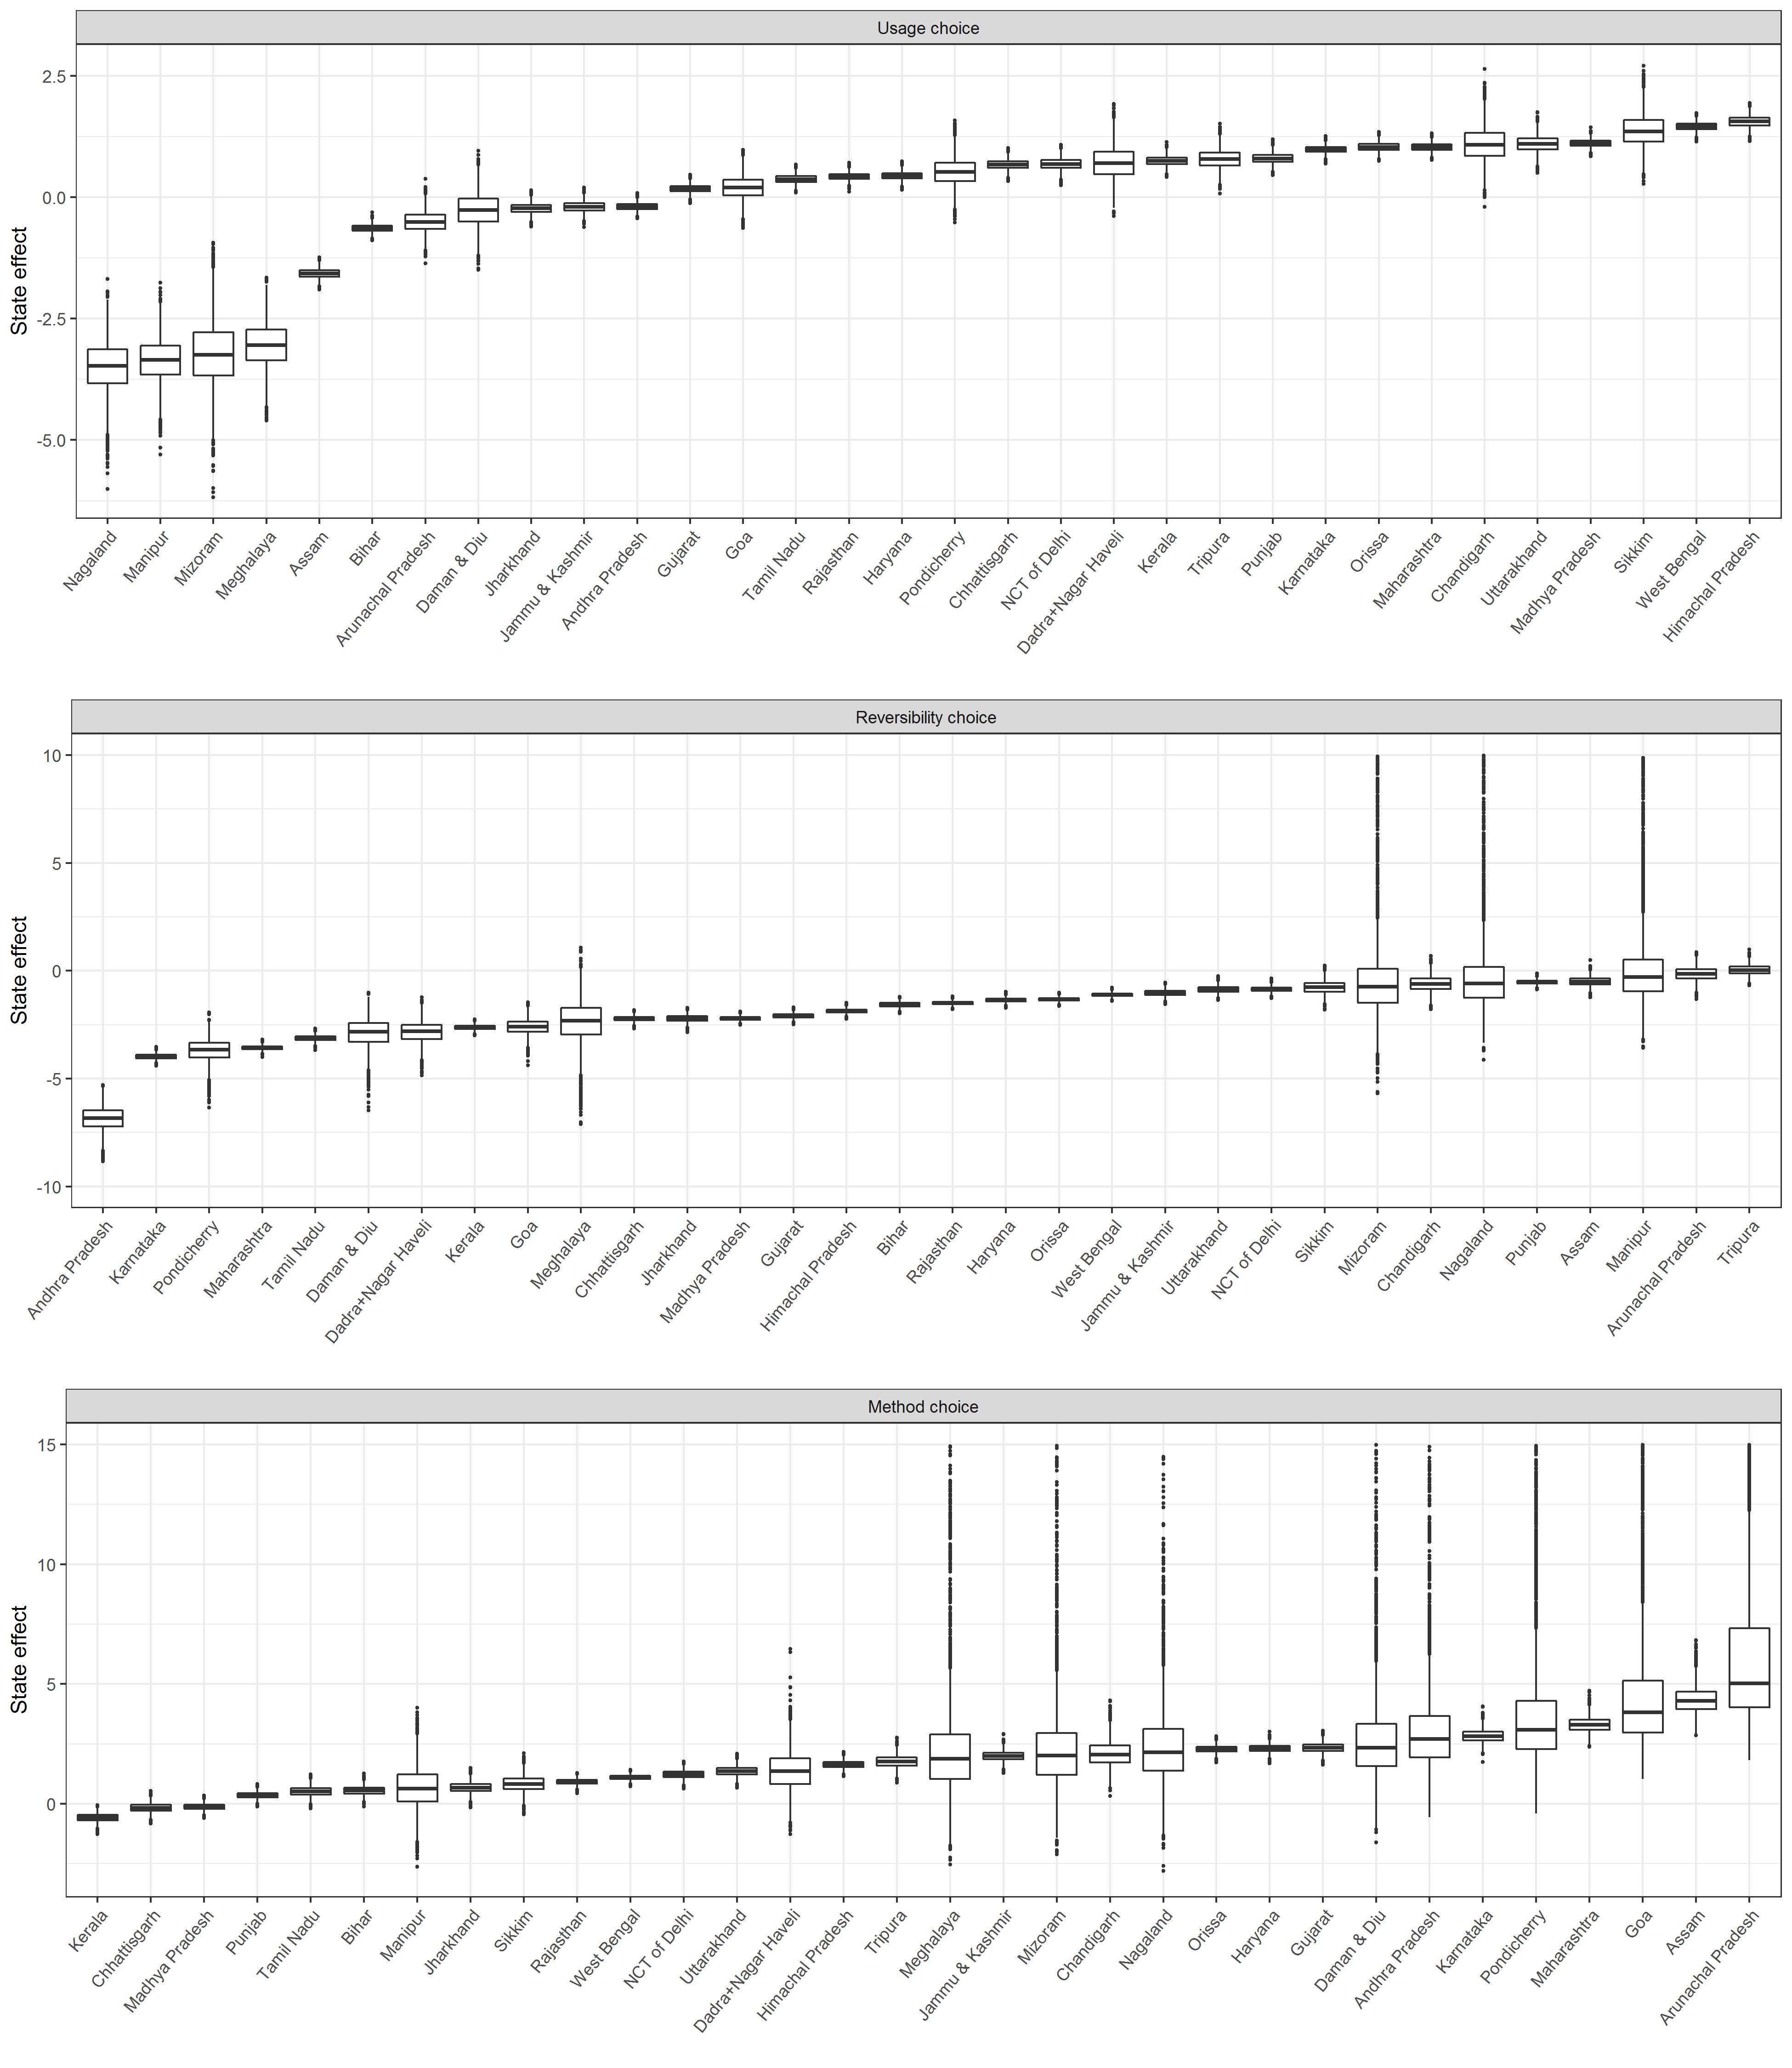 Usage choice
State effect
2.5
0.0
-2.5
-5.0
Nagaland
Manipur
Mizoram
Meghalaya
Assam
Bihar
Arunachal Pradesh
Daman & Diu
Jharkhand
Jammu & Kashmir
Andhra Pradesh
Gujarat
Goa
Tamil Nadu
Rajasthan
Haryana
Pondicherry
Chhattisgarh
NCT of Delhi
Dadra+Nagar Haveli
Kerala
Tripura
Punjab
Karnataka
Orissa
Maharashtra
Chandigarh
Uttarakhand
Madhya Pradesh
Sikkim
West Bengal
Himachal Pradesh
Reversibility choice
State effect
10
5
0
-5
-10
Andhra Pradesh
Karnataka
Pondicherry
Maharashtra
Tamil Nadu
Daman & Diu
Dadra+Nagar Haveli
Kerala
Goa
Meghalaya
Chhattisgarh
Jharkhand
Madhya Pradesh
Gujarat
Himachal Pradesh
Bihar
Rajasthan
Haryana
Orissa
West Bengal
Jammu & Kashmir
Uttarakhand
NCT of Delhi
Sikkim
Mizoram
Chandigarh
Nagaland
Punjab
Assam
Manipur
Arunachal Pradesh
Tripura
Method choice
State effect
15
10
5
0
Kerala
Chhattisgarh
Madhya Pradesh
Punjab
Tamil Nadu
Bihar
Manipur
Jharkhand
Sikkim
Rajasthan
West Bengal
NCT of Delhi
Uttarakhand
Dadra+Nagar Haveli
Himachal Pradesh
Tripura
Meghalaya
Jammu & Kashmir
Mizoram
Chandigarh
Nagaland
Orissa
Haryana
Gujarat
Daman & Diu
Andhra Pradesh
Karnataka
Pondicherry
Maharashtra
Goa
Assam
Arunachal Pradesh